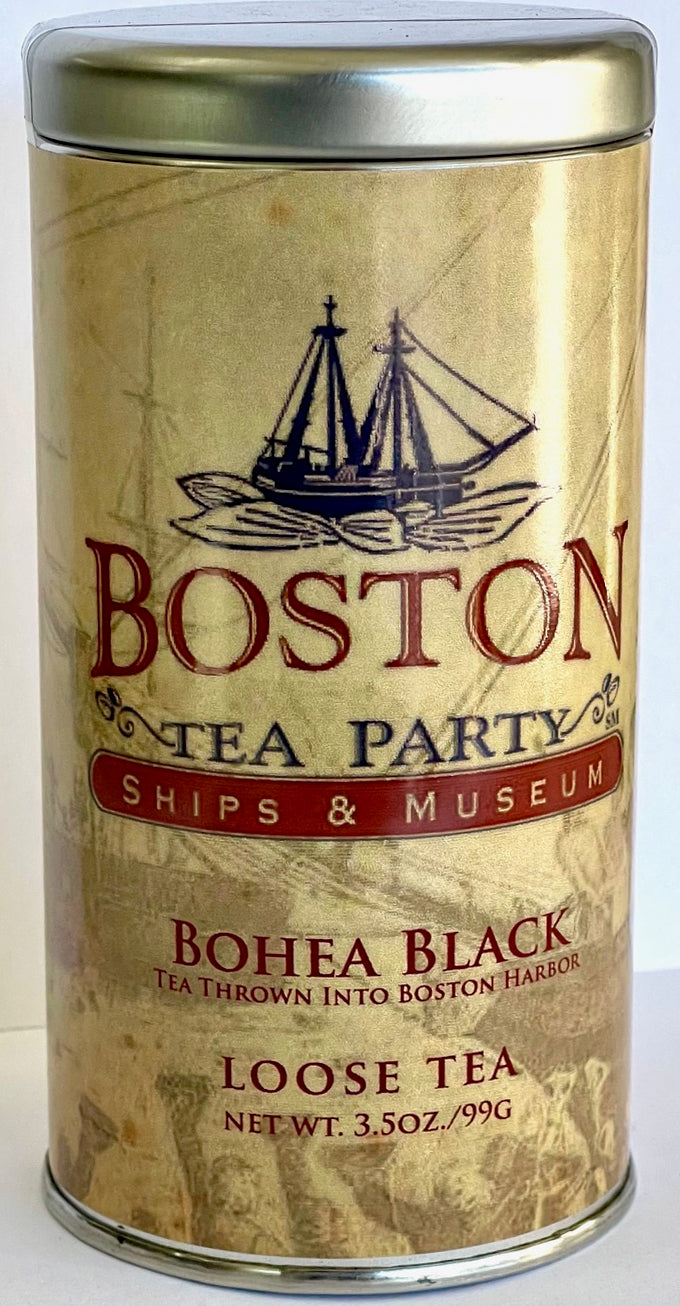 BOSTON
TEA PARTY SM
SHIPS & MUSEUM
BOHEA BLACK
TEA THROWN INTO BOSTON HARBOR
LOOSE TEA
NET WT. 3.5OZ./99G